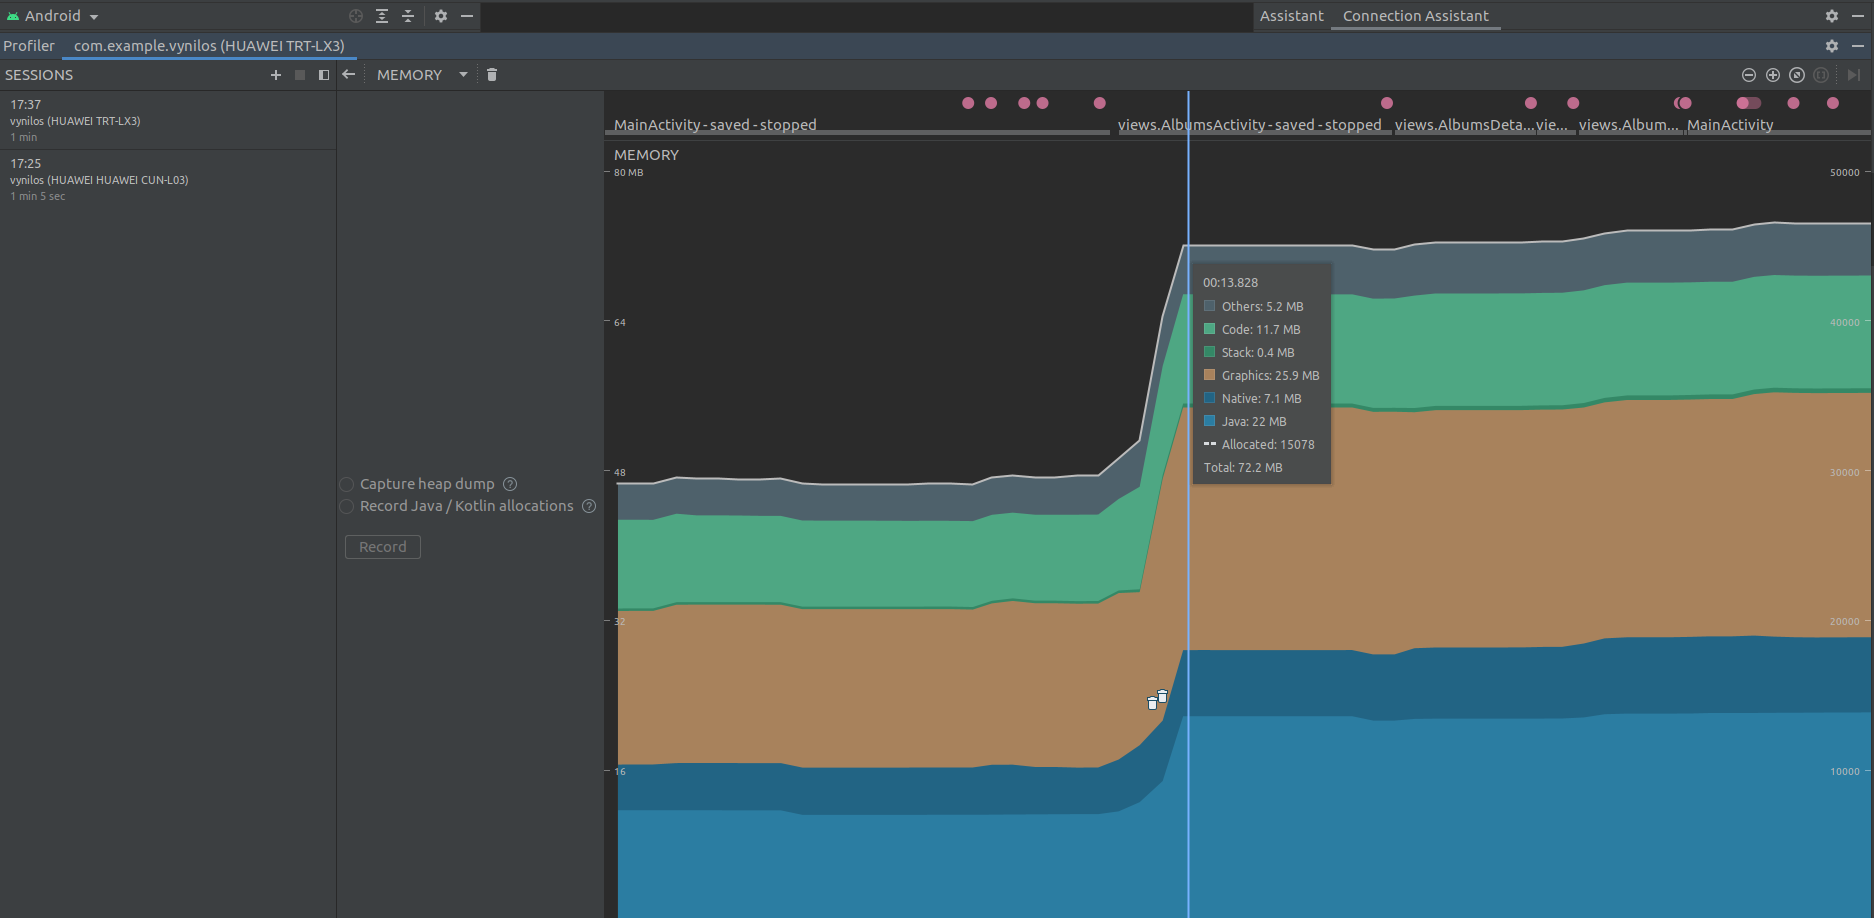 Android
Assistant
Connection Assistant
Profiler
com.example.vynilos (HUAWEI TRT-LX3)
SESSIONS
MEMORY
17:37
vynilos (HUAWEI TRT-LX3)
1 min
17:25
vynilos (HUAWEI HUAWEI CUN-L03)
1 min 5 sec
Capture heap dump
Record Java / Kotlin allocations
Record
MainActivity - saved - stopped
views.AlbumsActivity - saved - stopped
views.AlbumsDeta...
vie...
views.Album...
MainActivity
MEMORY
80 MB
64
48
32
16
50000
40000
30000
20000
10000
00:13.828
Others: 5.2 MB
Code: 11.7 MB
Stack: 0.4 MB
Graphics: 25.9 MB
Native: 7.1 MB
Java: 22 MB
Allocated: 15078
Total: 72.2 MB